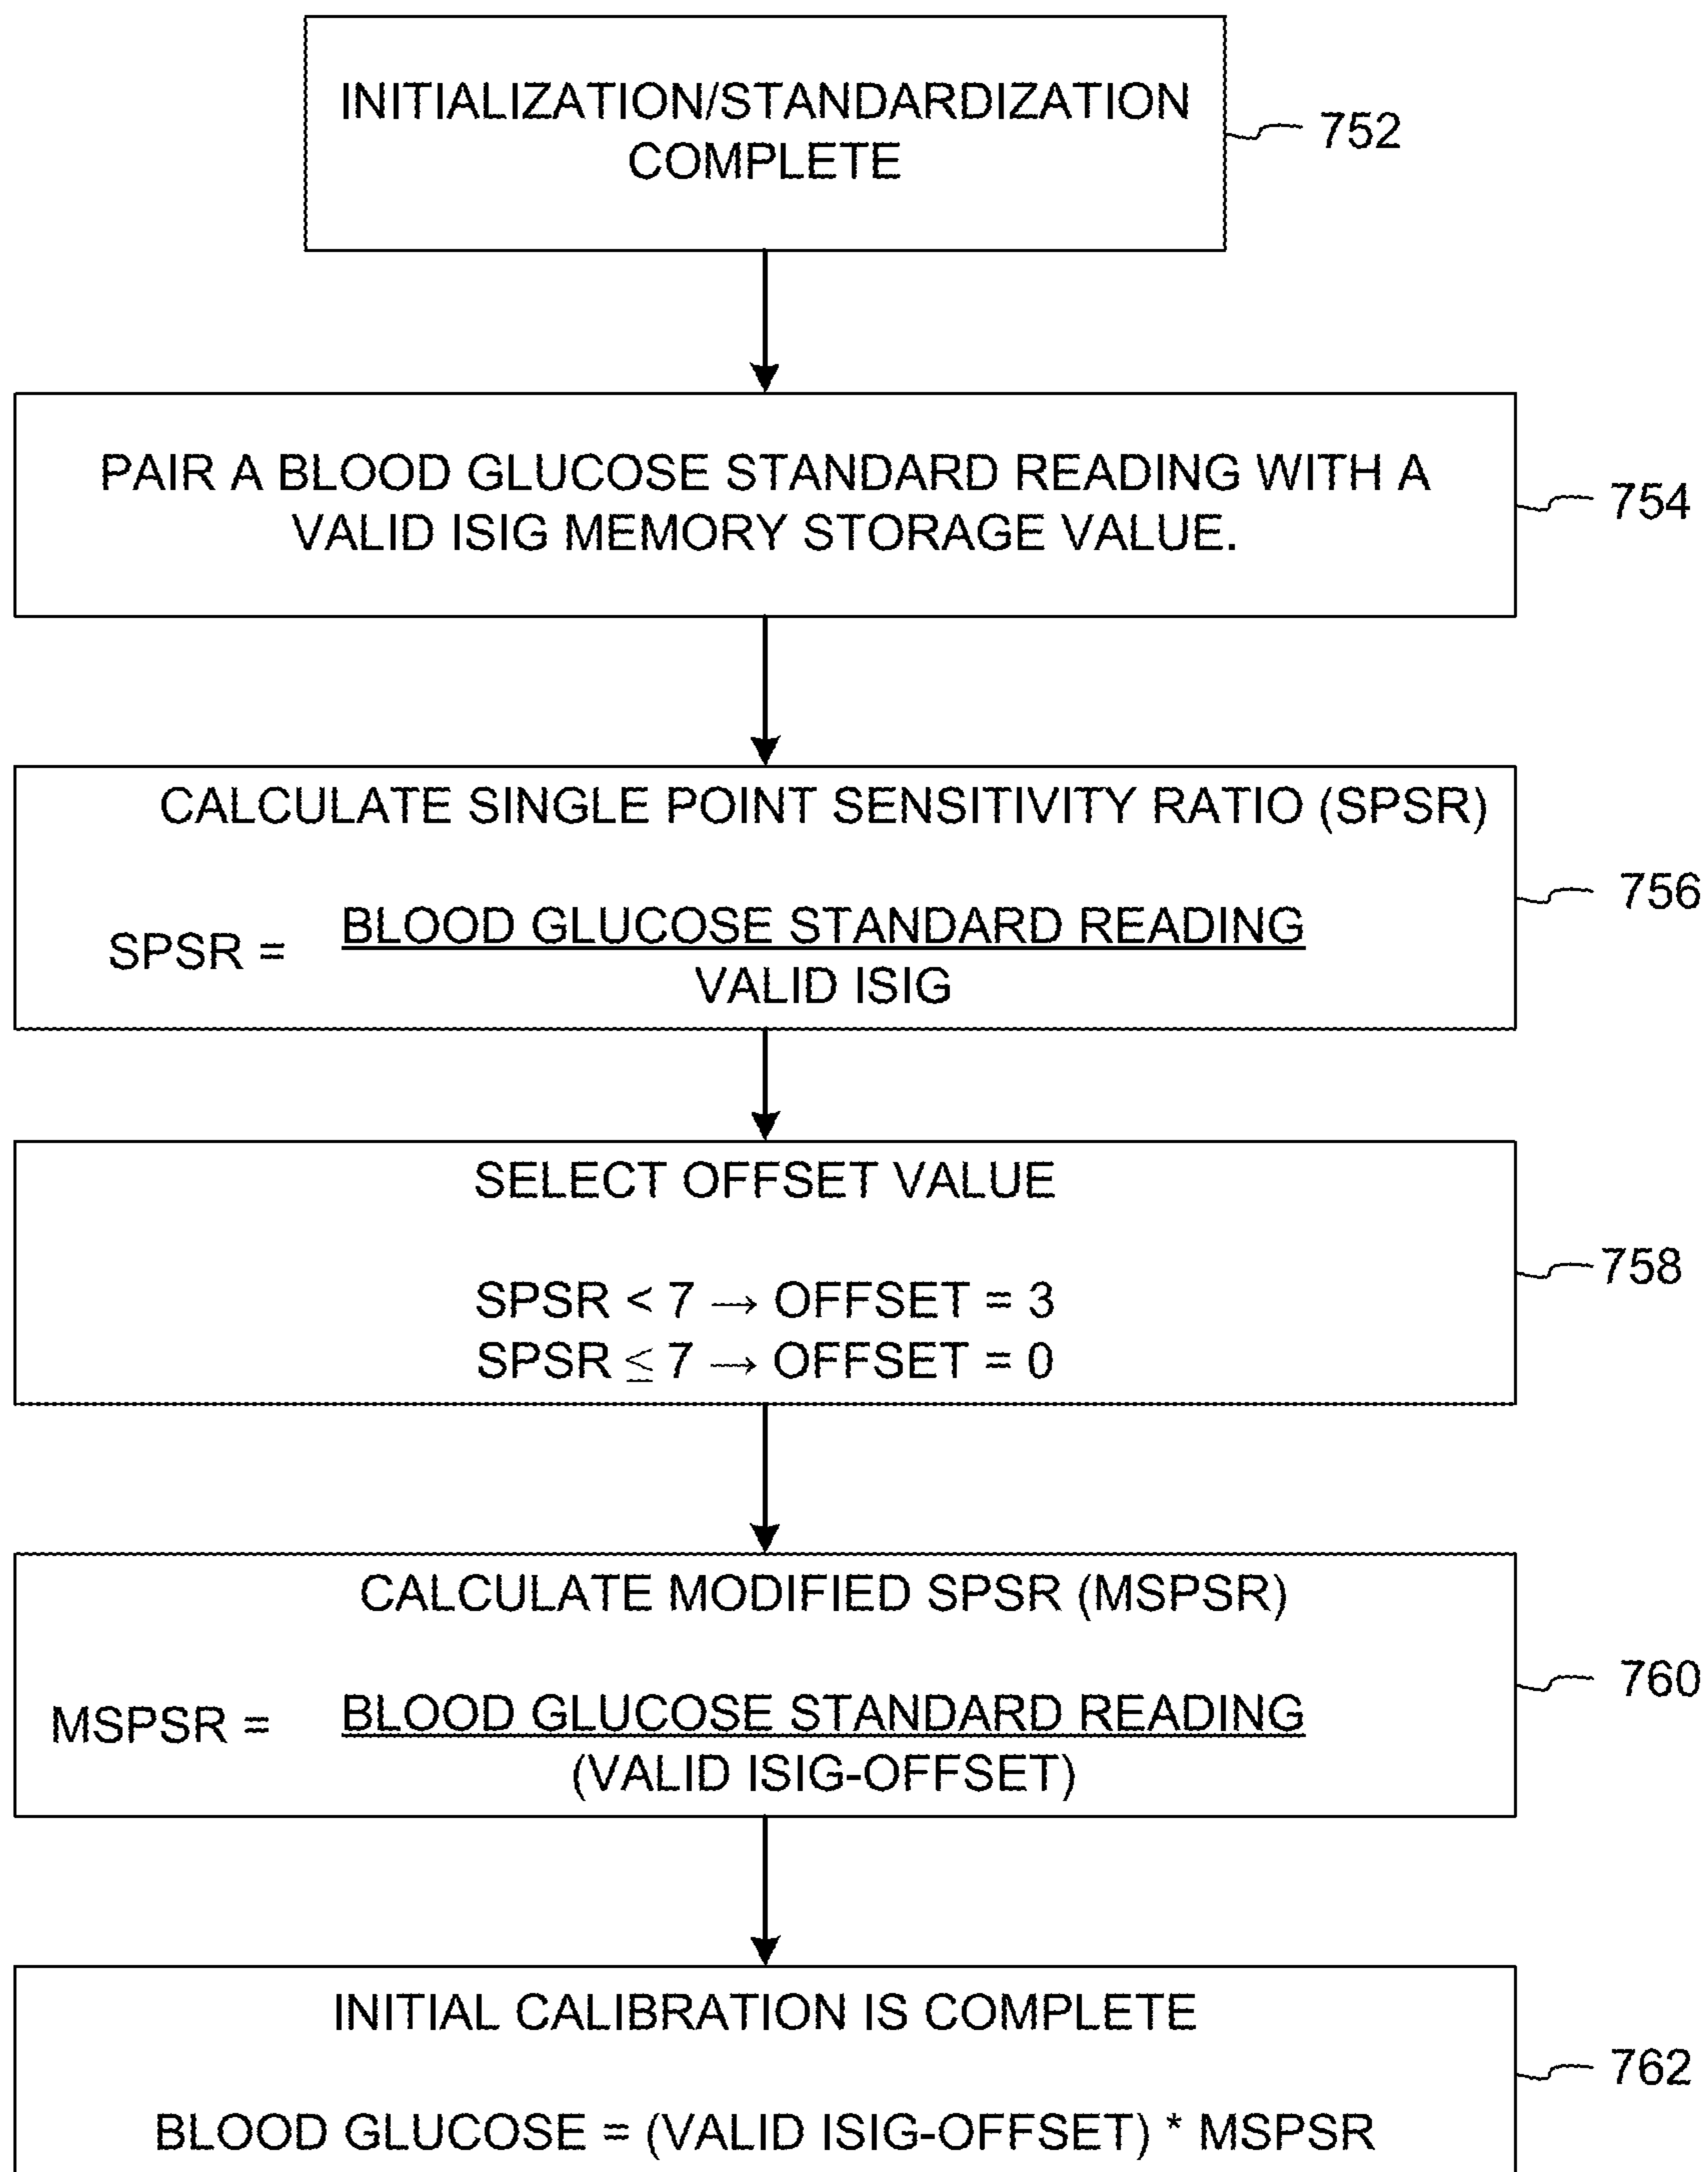 INITIALIZATION/STANDARDIZATION
COMPLETE
752
PAIR A BLOOD GLUCOSE STANDARD READING WITH A
VALID ISIG MEMORY STORAGE VALUE.
754
CALCULATE SINGLE POINT SENSITIVITY RATIO (SPSR)
SPSR =
BLOOD GLUCOSE STANDARD READING
VALID ISIG
756
SELECT OFFSET VALUE
SPSR < 7 → OFFSET = 3
SPSR ≤ 7 → OFFSET = 0
758
CALCULATE MODIFIED SPSR (MSPSR)
MSPSR =
BLOOD GLUCOSE STANDARD READING
(VALID ISIG-OFFSET)
760
INITIAL CALIBRATION IS COMPLETE
BLOOD GLUCOSE = (VALID ISIG-OFFSET) * MSPSR
762